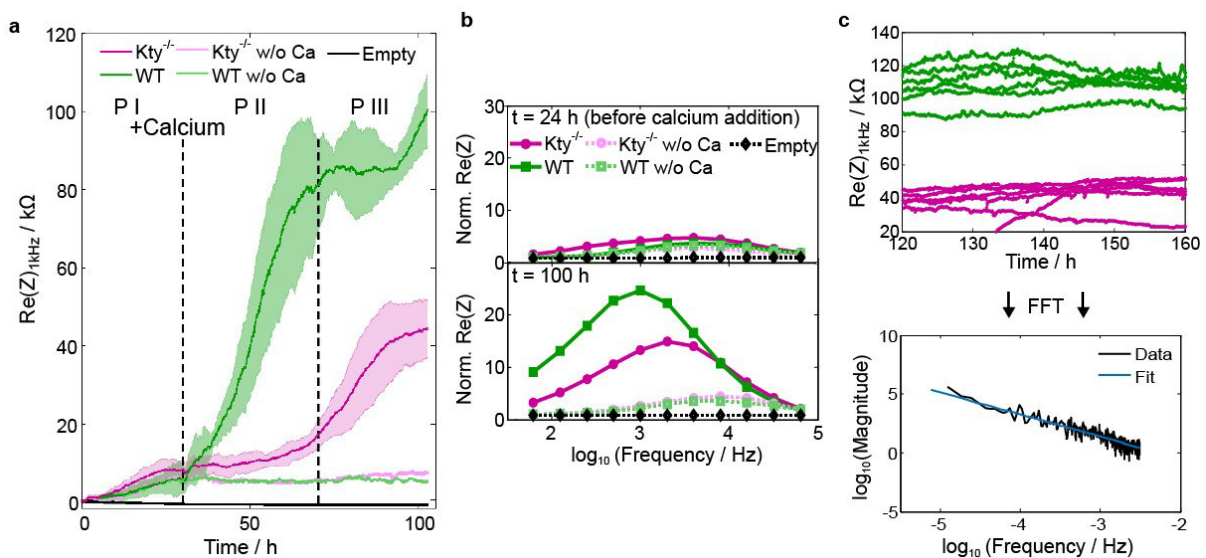 a
Re(Z)1kHz / kΩ
120
100
80
60
40
20
0
Kty-/- Kty-/- w/o Ca Empty
WT WT w/o Ca
P I P II P III
+Calcium
0 50 100
Time / h
b
Norm. Re(Z)
30
20
10
0
t = 24 h (before calcium addition)
Kty-/- Kty-/- w/o Ca Empty
WT WT w/o Ca
Norm. Re(Z)
20
10
0
t = 100 h
2 3 4 5
log10 (Frequency / Hz)
c
Re(Z)1kHz / kΩ
140
120
100
80
60
40
20
120 130 140 150 160
Time / h
FFT
log10(Magnitude)
10
5
0
-5
Data
Fit
-5 -4 -3 -2
log10 (Frequency / Hz)